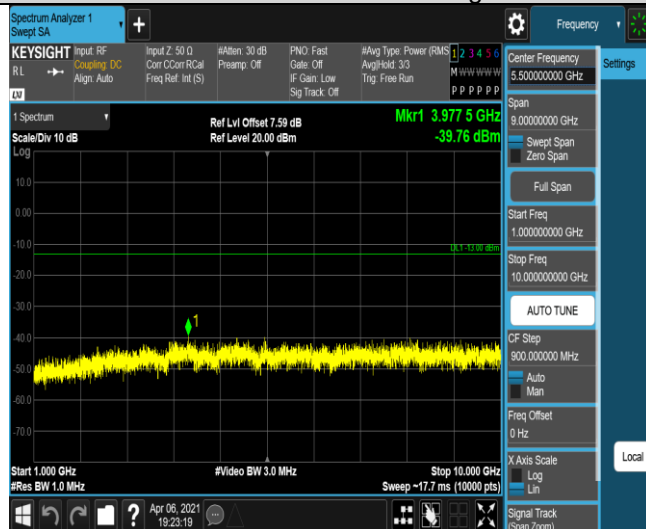 Spectrum Analyzer 1
Swept SA
Frequency
KEYSIGHT
RL
Input: RF
Coupling: DC
Align: Auto
Input Z: 50 Ω
Corr CCorr RCal
Freq Ref: Int (S)
#Atten: 30 dB
Preamp: Off
PNO: Fast
Gate: Off
IF Gain: Low
Sig Track: Off
#Avg Type: Power (RMS
Avg|Hold: 3/3
Trig: Free Run
1 2 3 4 5 6
M W W W W W
P P P P P P
LXI
1 Spectrum
Scale/Div 10 dB
Log
Ref Lvl Offset 7.59 dB
Ref Level 20.00 dBm
Mkr1 3.977 5 GHz
-39.76 dBm
10.0
0.00
-10.0
DL1 -13.00 dBm
-20.0
-30.0
1
-40.0
-50.0
-60.0
-70.0
Start 1.000 GHz
#Res BW 1.0 MHz
#Video BW 3.0 MHz
Stop 10.000 GHz
Sweep ~17.7 ms (10000 pts)
Center Frequency
5.500000000 GHz
Settings
Span
9.00000000 GHz
Swept Span
Zero Span
Full Span
Start Freq
1.000000000 GHz
Stop Freq
10.000000000 GHz
AUTO TUNE
CF Step
900.000000 MHz
Auto
Man
Freq Offset
0 Hz
X Axis Scale
Log
Lin
Local
Signal Track
(Span Zoom)
?
Apr 06, 2021
19:23:19